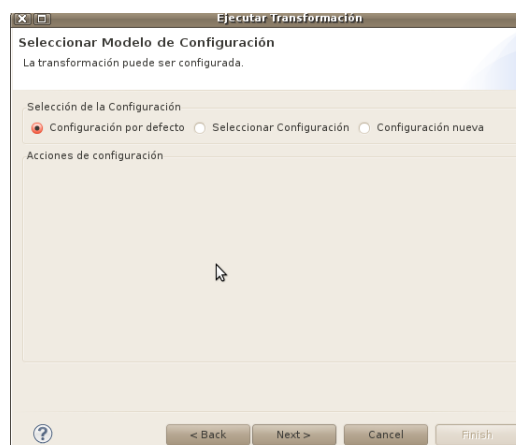 Ejecutar Transformación
Seleccionar Modelo de Configuración
La transformación puede ser configurada.
Selección de la Configuración
Configuración por defecto Seleccionar Configuración Configuración nueva
Acciones de configuración
? < Back Next > Cancel Finish